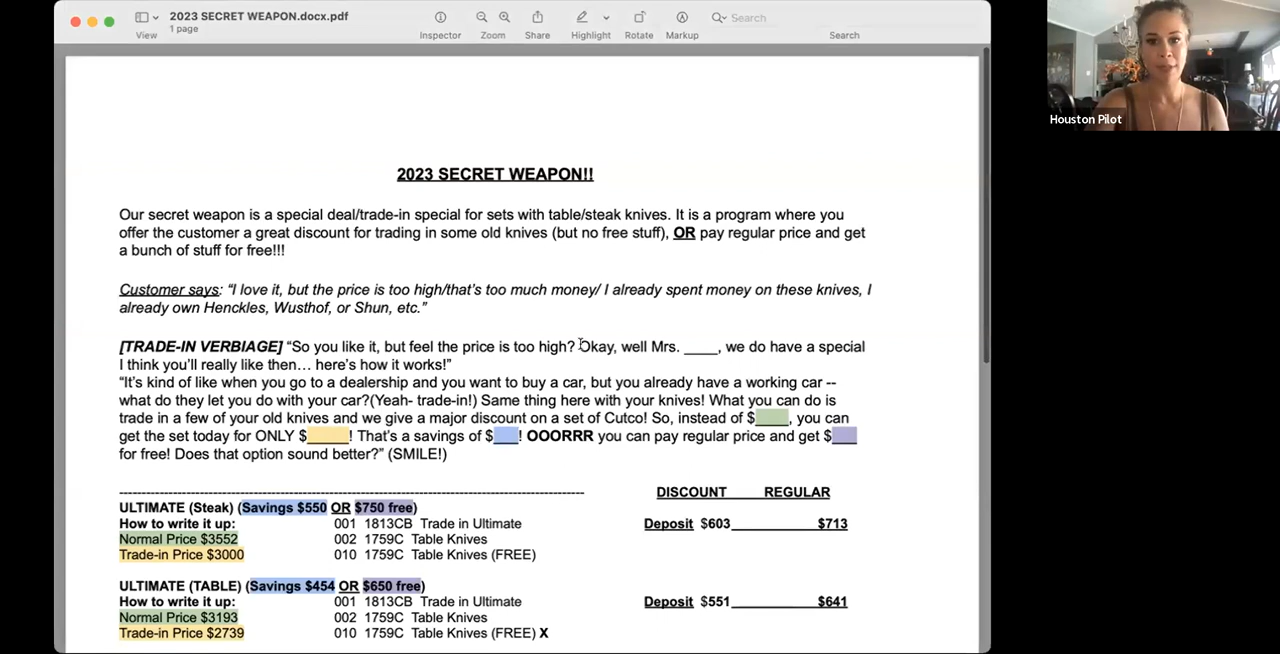 2023 SECRET WEAPON.docx.pdf
1 page
View
Inspector
Zoom
Share
Highlight
Rotate
Markup
Search
Search
Houston Pilot
2023 SECRET WEAPON!!
Our secret weapon is a special deal/trade-in special for sets with table/steak knives. It is a program where you
offer the customer a great discount for trading in some old knives (but no free stuff), OR pay regular price and get
a bunch of stuff for free!!!
Customer says: “I love it, but the price is too high/that’s too much money/ I already spent money on these knives, I
already own Henckles, Wusthof, or Shun, etc.”
[TRADE-IN VERBIAGE] “So you like it, but feel the price is too high? Okay, well Mrs. ____, we do have a special
I think you’ll really like then… here’s how it works!”
“It’s kind of like when you go to a dealership and you want to buy a car, but you already have a working car --
what do they let you do with your car?(Yeah- trade-in!) Same thing here with your knives! What you can do is
trade in a few of your old knives and we give a major discount on a set of Cutco! So, instead of $____, you can
get the set today for ONLY $_____! That’s a savings of $___! OOORRR you can pay regular price and get $___
for free! Does that option sound better?” (SMILE!)
--------------------------------------------------------------------------------------------
DISCOUNT REGULAR
ULTIMATE (Steak) (Savings $550 OR $750 free)
How to write it up: 001 1813CB Trade in Ultimate Deposit $603 $713
Normal Price $3552 002 1759C Table Knives
Trade-in Price $3000 010 1759C Table Knives (FREE)
ULTIMATE (TABLE) (Savings $454 OR $650 free)
How to write it up: 001 1813CB Trade in Ultimate Deposit $551 $641
Normal Price $3193 002 1759C Table Knives
Trade-in Price $2739 010 1759C Table Knives (FREE) X